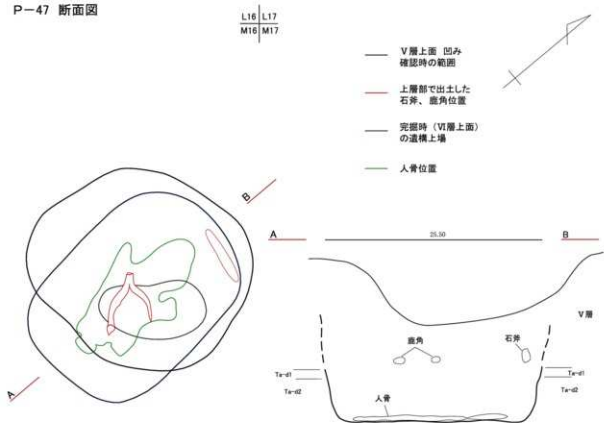 P-47 断面図
L16 L17
M16 M17
V層上面 凹み
確認時の範囲
上層部で出土した
石斧、鹿角位置
完掘時(VI層上面)
の遺構上場
人骨位置
B
A
A
25.50
B
V層
鹿角
石斧
Ta-d1
Ta-d2
Ta-d1
Ta-d2
人骨